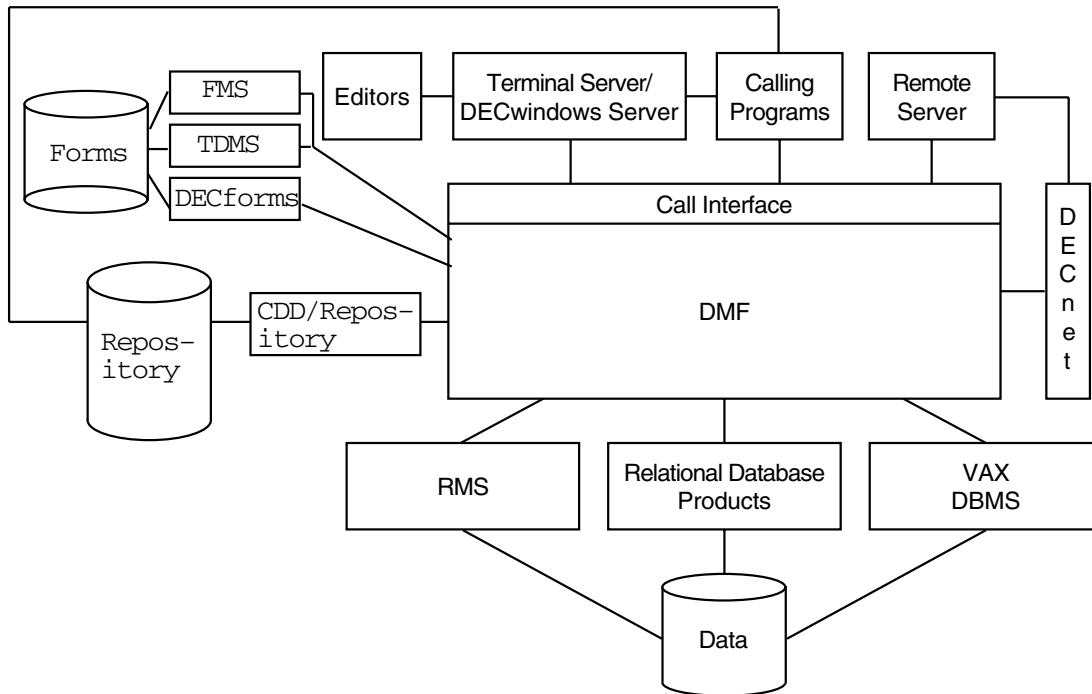 Editors
Terminal Server/
DECwindows Server
Calling
Programs
Remote
Server
FMS
TDMS
DECforms
Forms
Call Interface
DMF
DECnet
Repos-
itory
CDD/Repos-
itory
RMS
Relational Database
Products
VAX
DBMS
Data